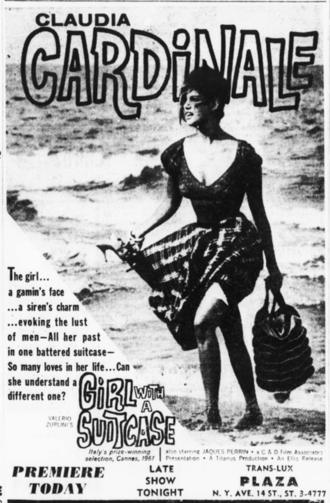 CLAUDIA
CARDINALE
The girl...
a gamin's face
...a siren's charm
...evoking the lust
of men—All her past
in one battered suitcase—
So many loves in her life...Can
she understand a
different one?
VALERIO
ZURLINI'S
GIRL WITH
A
SUITCASE
Italy's prize-winning
selection, Cannes, 1961
also starring JAQUES PERRIN • a C & D Film Associates
Presentation • A Titanus Production • An Ellis Release
PREMIERE
TODAY
LATE
SHOW
TONIGHT
TRANS-LUX
PLAZA
N. Y. AVE. 14 ST., ST. 3-